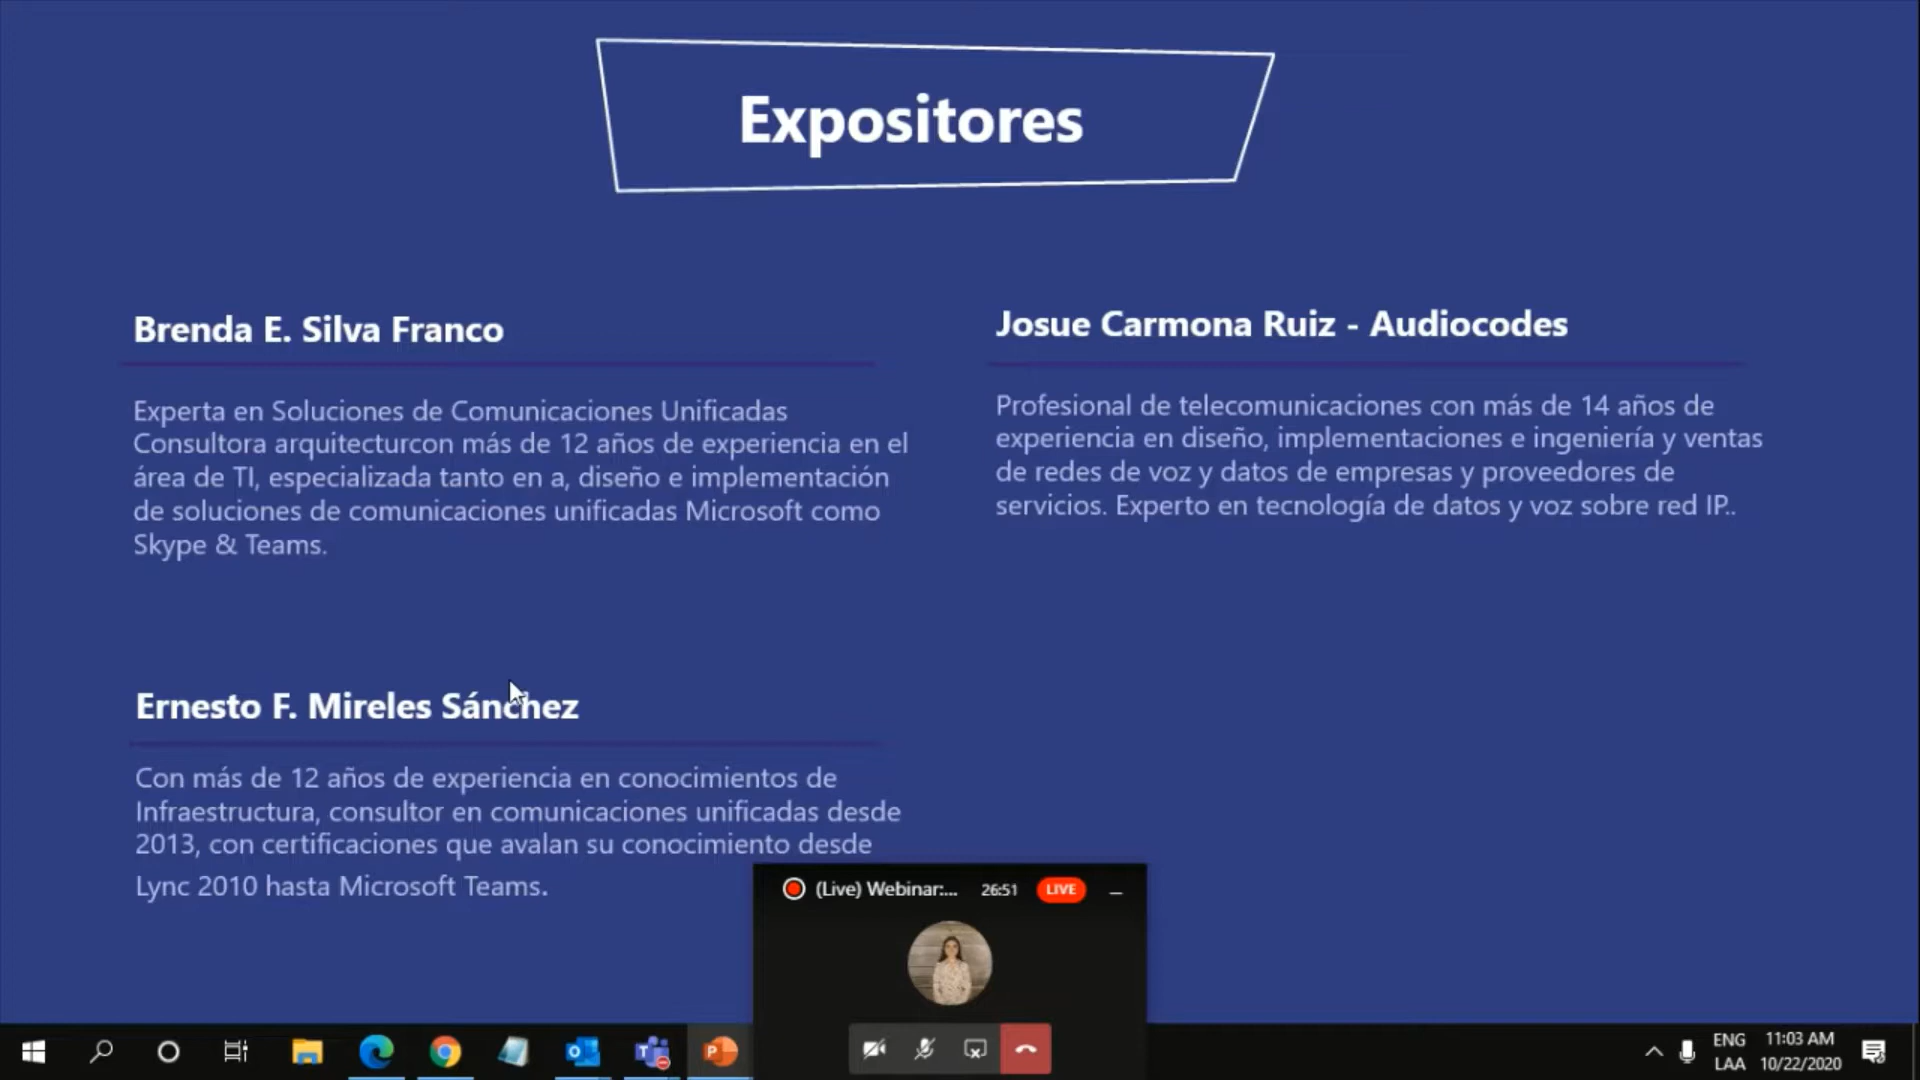 Expositores
Brenda E. Silva Franco
Experta en Soluciones de Comunicaciones Unificadas
Consultora arquitecturcon más de 12 años de experiencia en el
área de TI, especializada tanto en a, diseño e implementación
de soluciones de comunicaciones unificadas Microsoft como
Skype & Teams.
Josue Carmona Ruiz - Audiocodes
Profesional de telecomunicaciones con más de 14 años de
experiencia en diseño, implementaciones e ingeniería y ventas
de redes de voz y datos de empresas y proveedores de
servicios. Experto en tecnología de datos y voz sobre red IP..
Ernesto F. Mireles Sánchez
Con más de 12 años de experiencia en conocimientos de
Infraestructura, consultor en comunicaciones unificadas desde
2013, con certificaciones que avalan su conocimiento desde
Lync 2010 hasta Microsoft Teams.
(Live) Webinar:... 26:51 LIVE
ENG 11:03 AM
LAA 10/22/2020